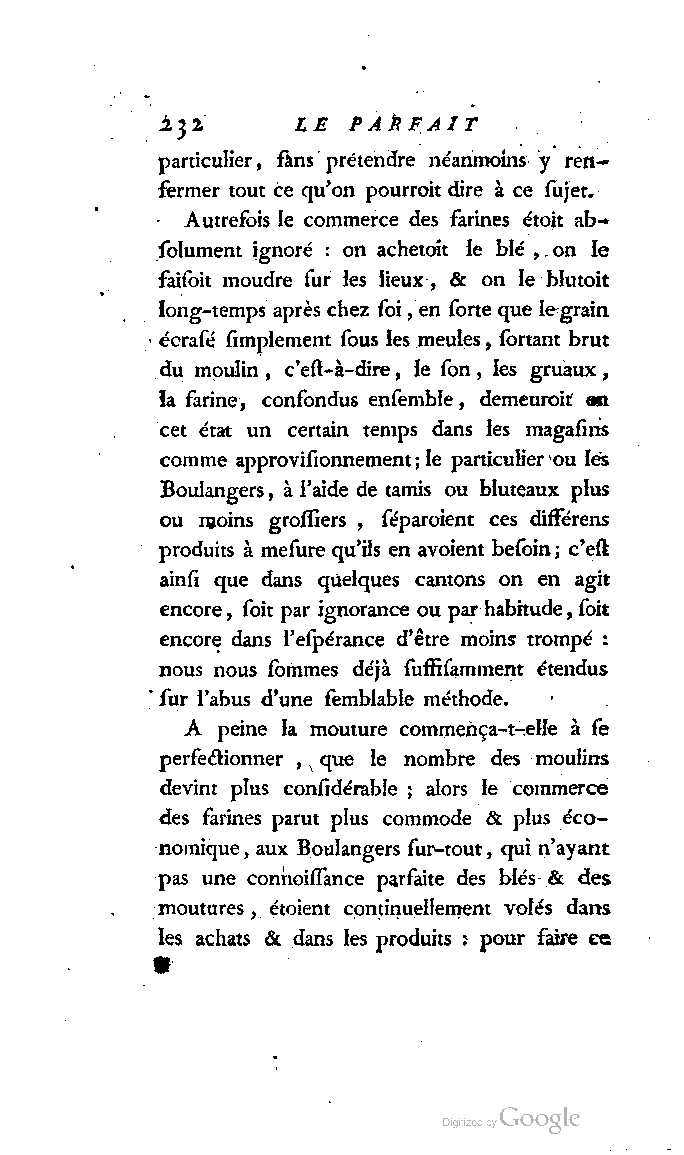 232 LE PARFAIT
particulier, ſans prétendre néanmoins y ren-
fermer tout ce qu'on pourroit dire à ce ſujet.
Autrefois le commerce des farines étoit ab-
ſolument ignoré : on achetoit le blé, on le
faiſoit moudre ſur les lieux, & on le blutoit
long-temps après chez ſoi, en ſorte que le grain
écraſé ſimplement ſous les meules, ſortant brut
du moulin, c'eſt-à-dire, le ſon, les gruaux,
la farine, confondus enſemble, demeuroit en
cet état un certain temps dans les magaſins
comme approviſionnement; le particulier ou les
Boulangers, à l'aide de tamis ou bluteaux plus
ou moins groſſiers, ſéparoient ces différens
produits à meſure qu'ils en avoient beſoin; c'eſt
ainſi que dans quelques cantons on en agit
encore, ſoit par ignorance ou par habitude, ſoit
encore dans l'eſpérance d'être moins trompé :
nous nous ſommes déjà ſuffiſamment étendus
ſur l'abus d'une ſemblable méthode.
A peine la mouture commença-t-elle à ſe
perfectionner, que le nombre des moulins
devint plus conſidérable ; alors le commerce
des farines parut plus commode & plus éco-
nomique, aux Boulangers ſur-tout, qui n'ayant
pas une connoiſſance parfaite des blés & des
moutures, étoient continuellement volés dans
les achats & dans les produits : pour faire ce
Digitized by Google